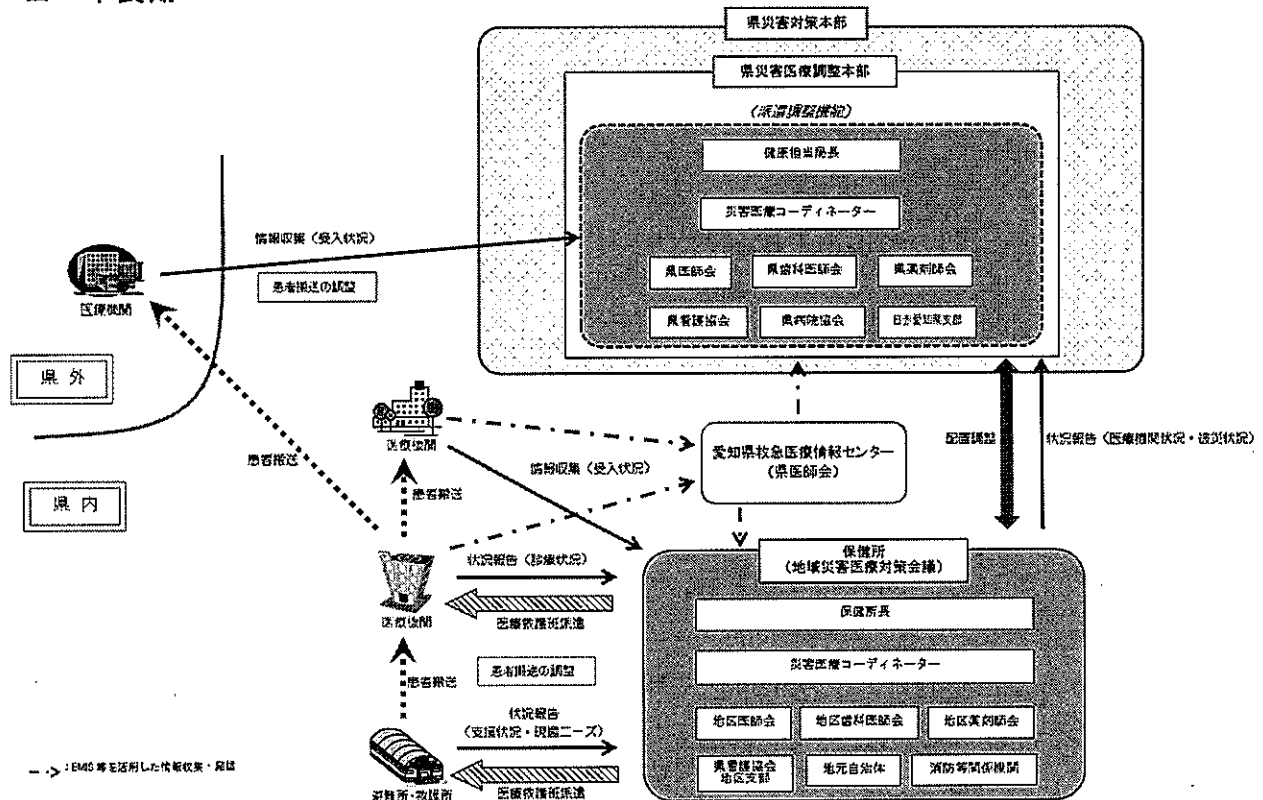 県災害対策本部
県災害医療調整本部
(派遣調整機能)
健康担当局長
災害医療コーディネーター
県医師会
県歯科医師会
県薬剤師会
県看護協会
県病院協会
日赤愛知県支部
情報収集（受入状況）
患者搬送の調整
医療機関
県 外
県 内
患者搬送
医療機関
患者搬送
情報収集（受入状況）
愛知県救急医療情報センター
（県医師会）
配置調整
状況報告（医療機関状況・被災状況）
医療機関
状況報告（診療状況）
医療救護班派遣
患者搬送の調整
患者搬送
状況報告
（支援状況・現場ニーズ）
避難所・救護所
医療救護班派遣
保健所
（地域災害医療対策会議）
保健所長
災害医療コーディネーター
地区医師会
地区歯科医師会
地区薬剤師会
県看護協会
地区支部
地元自治体
消防等関係機関
：EMIS 等を活用した情報収集・発信